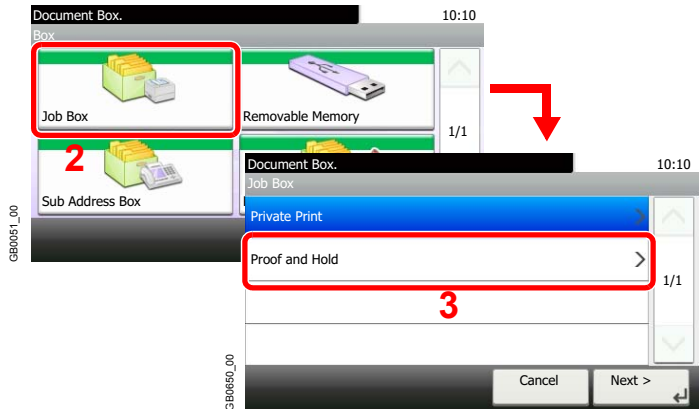 Document Box.
10:10
Box
Job Box
Removable Memory
1/1
2
Sub Address Box
GB0051_00
Document Box.
10:10
Job Box
Private Print
Proof and Hold
1/1
3
GB0650_00
Cancel
Next >